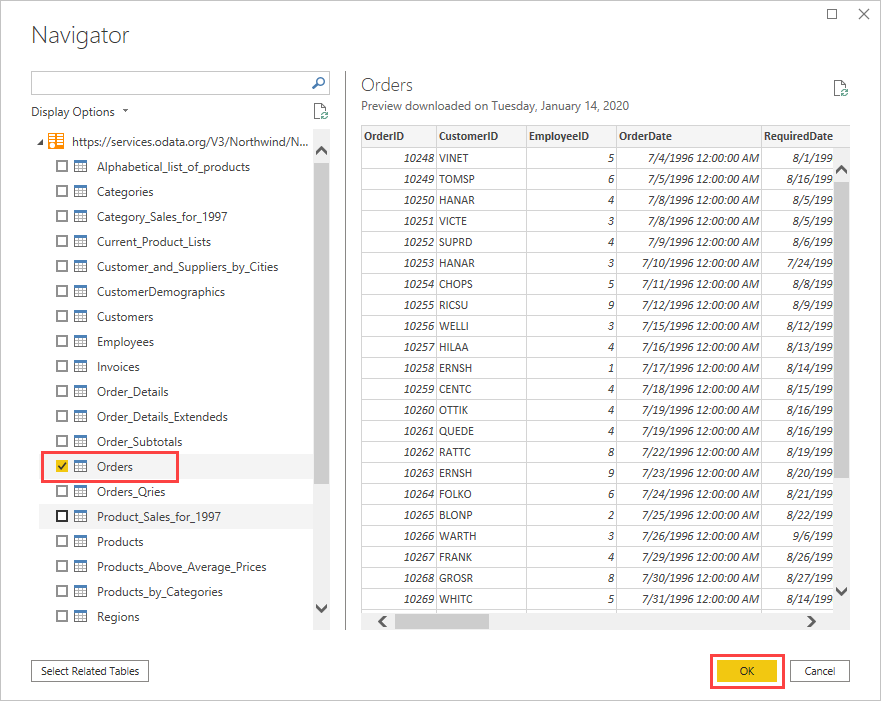 Navigator
Display Options
https://services.odata.org/V3/Northwind/N...
Alphabetical_list_of_products
Categories
Category_Sales_for_1997
Current_Product_Lists
Customer_and_Suppliers_by_Cities
CustomerDemographics
Customers
Employees
Invoices
Order_Details
Order_Details_Extendeds
Order_Subtotals
Orders
Orders_Qries
Product_Sales_for_1997
Products
Products_Above_Average_Prices
Products_by_Categories
Regions
Select Related Tables
Orders
Preview downloaded on Tuesday, January 14, 2020
OrderID CustomerID EmployeeID OrderDate RequiredDate
10248 VINET 5 7/4/1996 12:00:00 AM 8/1/199
10249 TOMSP 6 7/5/1996 12:00:00 AM 8/16/199
10250 HANAR 4 7/8/1996 12:00:00 AM 8/5/199
10251 VICTE 3 7/8/1996 12:00:00 AM 8/5/199
10252 SUPRD 4 7/9/1996 12:00:00 AM 8/6/199
10253 HANAR 3 7/10/1996 12:00:00 AM 7/24/199
10254 CHOPS 5 7/11/1996 12:00:00 AM 8/8/199
10255 RICSU 9 7/12/1996 12:00:00 AM 8/9/199
10256 WELLI 3 7/15/1996 12:00:00 AM 8/12/199
10257 HILAA 4 7/16/1996 12:00:00 AM 8/13/199
10258 ERNSH 1 7/17/1996 12:00:00 AM 8/14/199
10259 CENTC 4 7/18/1996 12:00:00 AM 8/15/199
10260 OTTIK 4 7/19/1996 12:00:00 AM 8/16/199
10261 QUEDE 4 7/19/1996 12:00:00 AM 8/16/199
10262 RATTC 8 7/22/1996 12:00:00 AM 8/19/199
10263 ERNSH 9 7/23/1996 12:00:00 AM 8/20/199
10264 FOLKO 6 7/24/1996 12:00:00 AM 8/21/199
10265 BLONP 2 7/25/1996 12:00:00 AM 8/22/199
10266 WARTH 3 7/26/1996 12:00:00 AM 9/6/199
10267 FRANK 4 7/29/1996 12:00:00 AM 8/26/199
10268 GROSR 8 7/30/1996 12:00:00 AM 8/27/199
10269 WHITC 5 7/31/1996 12:00:00 AM 8/14/199
OK
Cancel